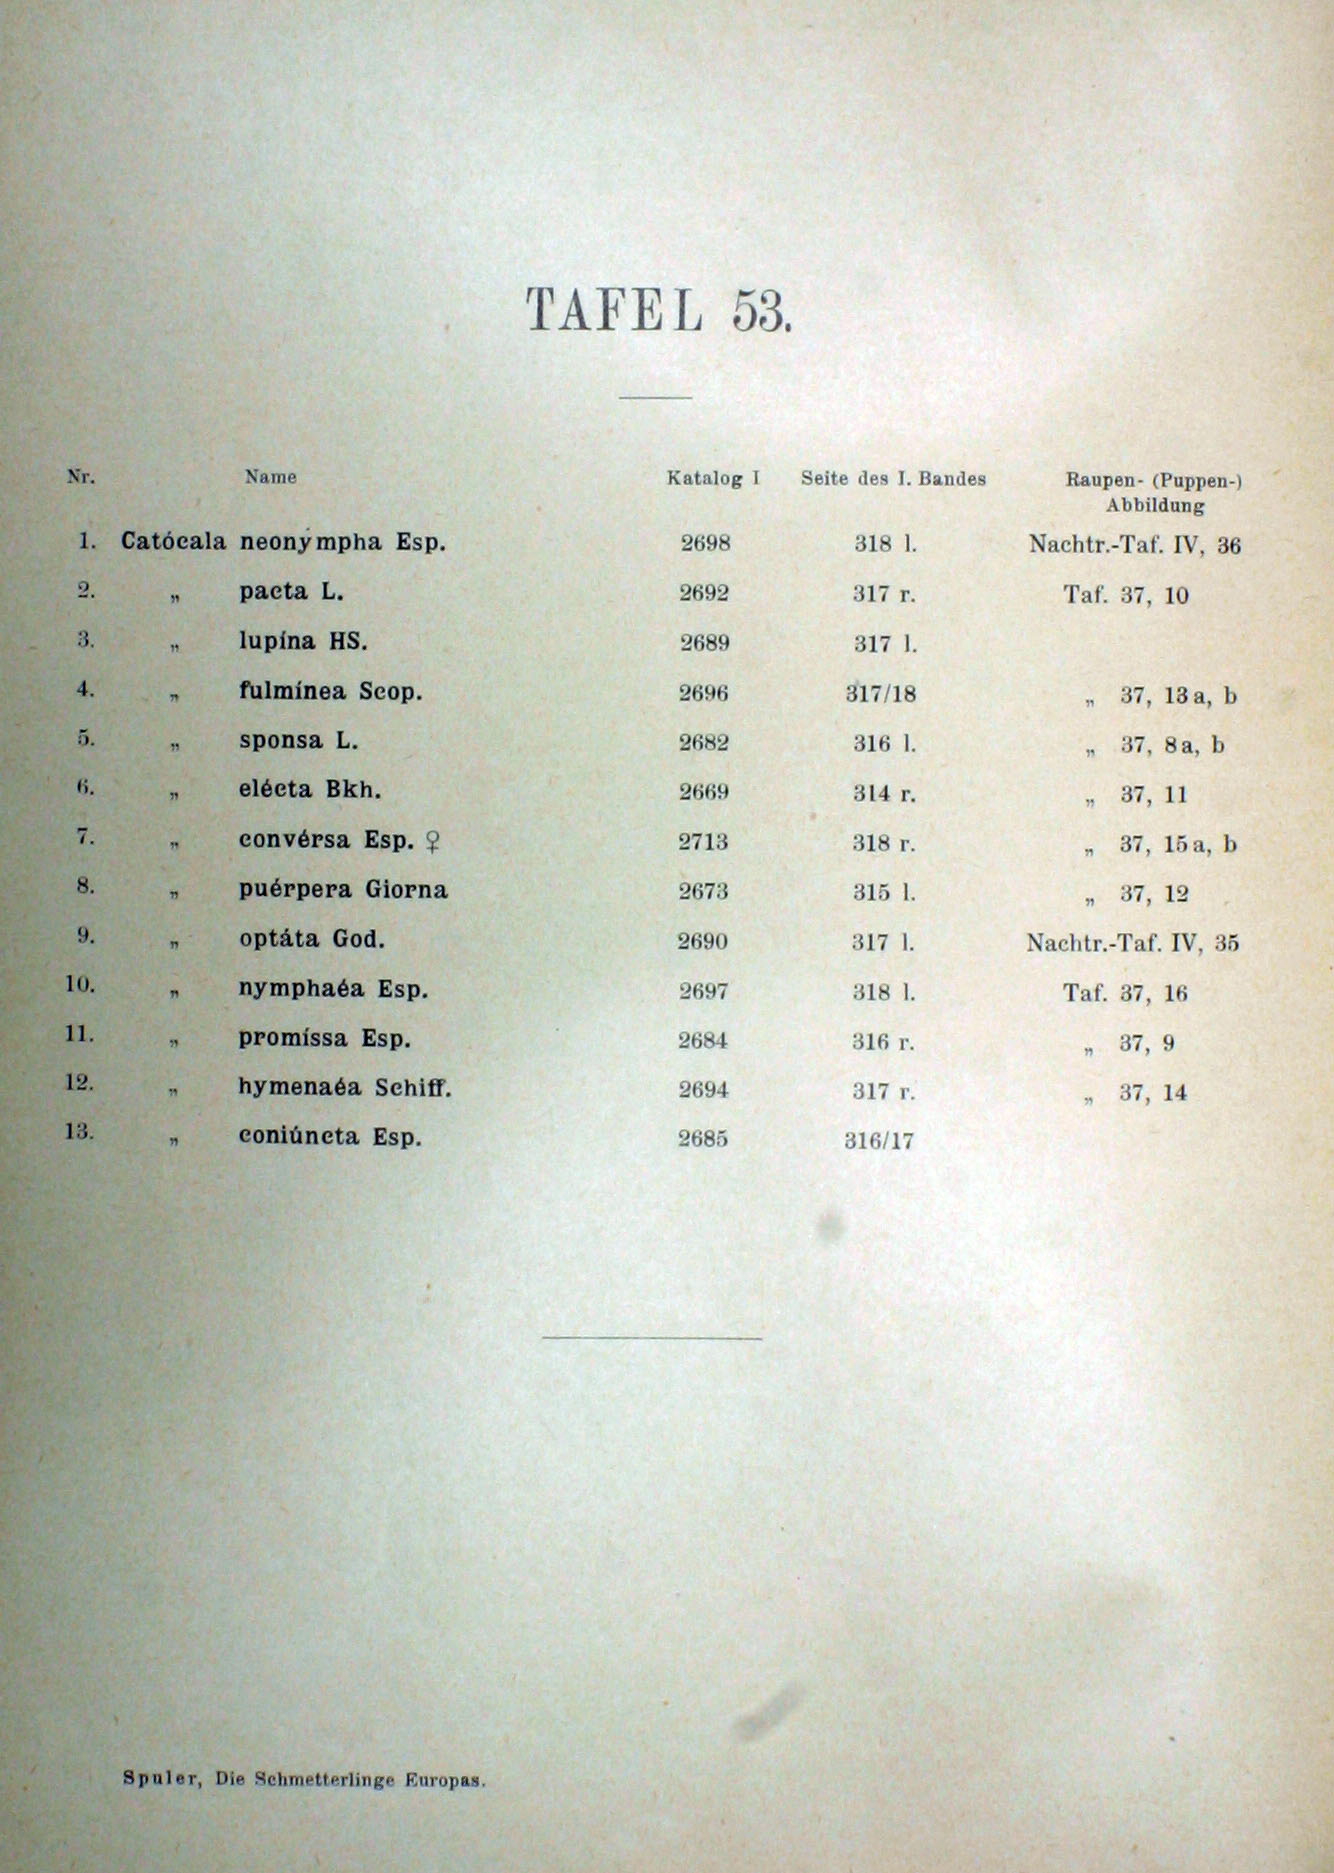 TAFEL 53.
Nr. Name Katalog I Seite des I. Bandes Raupen- (Puppen-)
Abbildung
1. Catócala neonýmpha Esp. 2698 318 l. Nachtr.-Taf. IV, 36
2. „ pacta L. 2692 317 r. Taf. 37, 10
3. „ lupína HS. 2689 317 l.
4. „ fulmínea Scop. 2696 317/18 „ 37, 13a, b
5. „ sponsa L. 2682 316 l. „ 37, 8a, b
6. „ elécta Bkh. 2669 314 r. „ 37, 11
7. „ convérsa Esp. ♀ 2713 318 r. „ 37, 15a, b
8. „ puérpera Giorna 2673 315 l. „ 37, 12
9. „ optáta God. 2690 317 l. Nachtr.-Taf. IV, 35
10. „ nymphaéa Esp. 2697 318 l. Taf. 37, 16
11. „ promíssa Esp. 2684 316 r. „ 37, 9
12. „ hymenaéa Schiff. 2694 317 r. „ 37, 14
13. „ coniúncta Esp. 2685 316/17
Spuler, Die Schmetterlinge Europas.